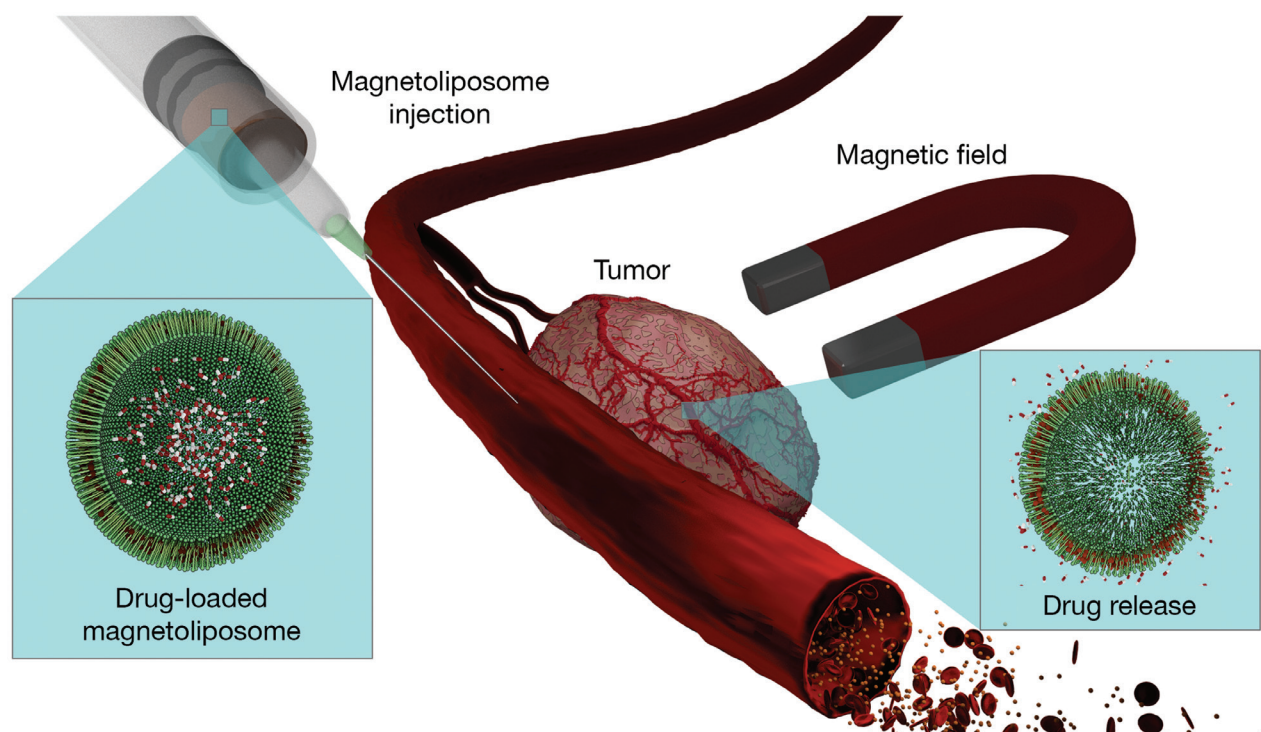 Magnetoliposome
injection
Magnetic field
Tumor
Drug-loaded
magnetoliposome
Drug release